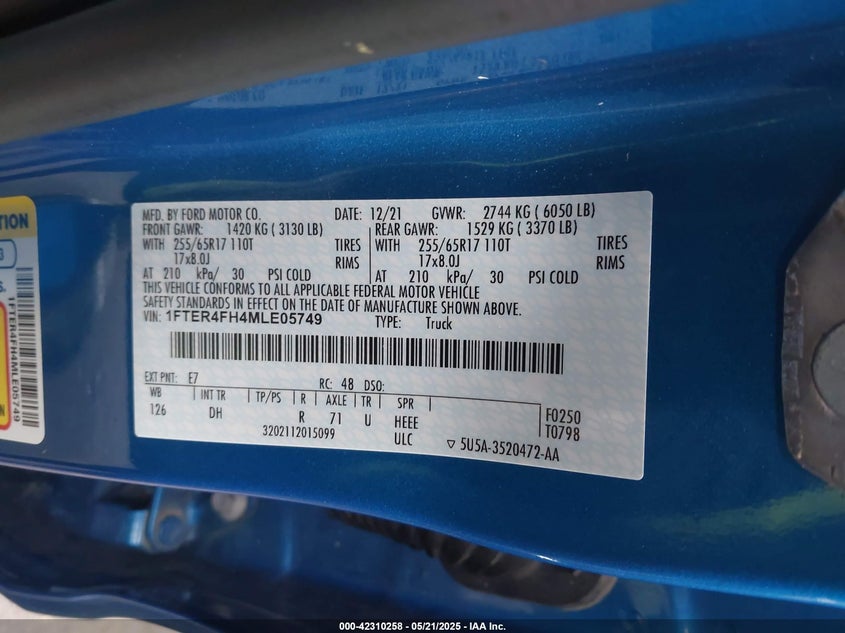 MFD. BY FORD MOTOR CO. DATE: 12/21 GVWR: 2744 KG ( 6050 LB)
FRONT GAWR: 1420 KG ( 3130 LB) REAR GAWR: 1529 KG ( 3370 LB)
WITH 255/65R17 110T TIRES WITH 255/65R17 110T TIRES
17x8.0J RIMS 17x8.0J RIMS
AT 210 kPa/ 30 PSI COLD AT 210 kPa/ 30 PSI COLD
THIS VEHICLE CONFORMS TO ALL APPLICABLE FEDERAL MOTOR VEHICLE
SAFETY STANDARDS IN EFFECT ON THE DATE OF MANUFACTURE SHOWN ABOVE.
VIN: 1FTER4FH4MLE05749 TYPE: Truck
EXT PNT: E7 RC: 48 DSO:
WB INT TR TP/PS R AXLE TR SPR
126 DH R 71 U HEEE F0250
ULC T0798
3202112015099 5U5A-3520472-AA
TION
3
S.
1FTER4FH4MLE05749
000-42310258 - 05/21/2025 - IAA Inc.